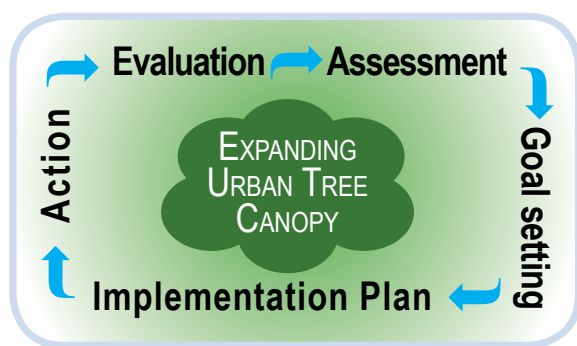 Evaluation
Assessment
Goal setting
Implementation Plan
Action
EXPANDING
URBAN TREE
CANOPY